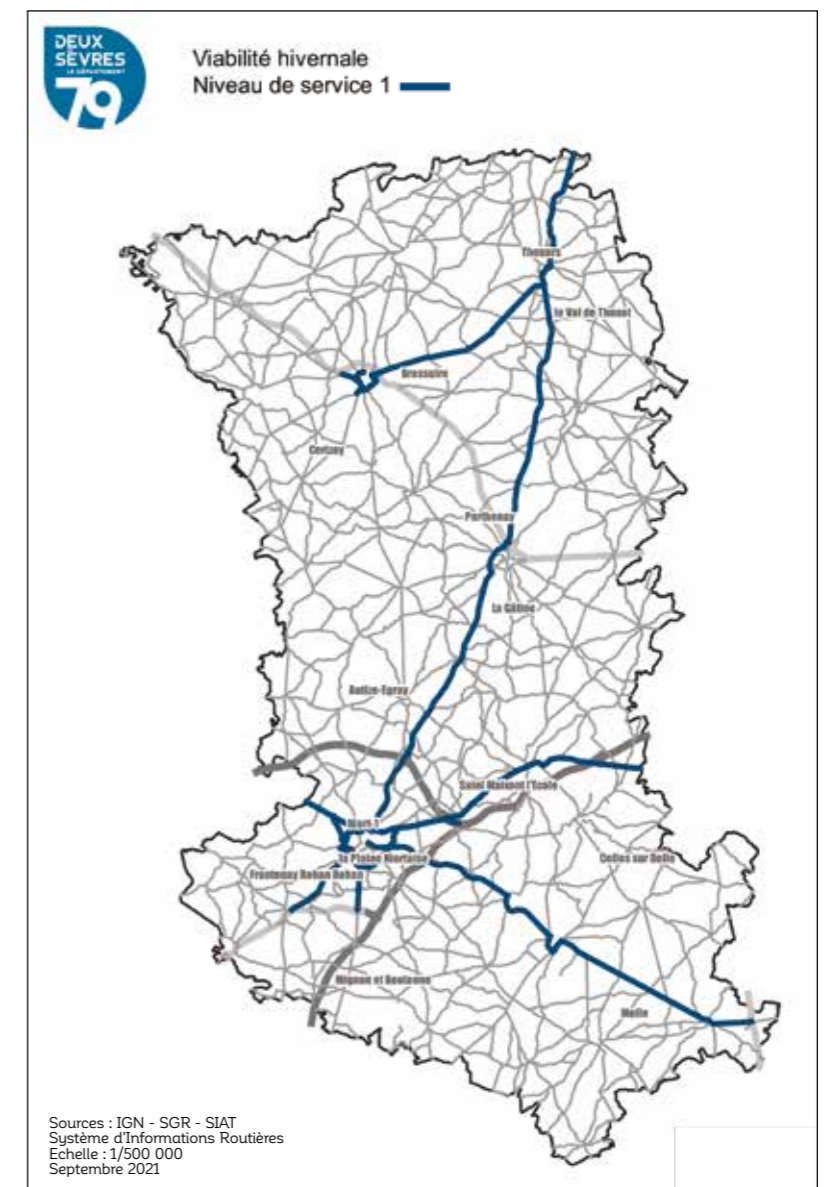 DEUX
SÈVRES
LE DÉPARTEMENT
79
Viabilité hivernale
Niveau de service 1
Thouars
le Val de Thouet
Bressuire
Cerizay
Parthenay
La Gâtine
Autize-Egray
Saint Maixent l'Ecole
Niort-1
la Plaine Niortaise
Celles sur Belle
Frontenay Rohan Rohan
Mignon et Boutonne
Melle
Sources : IGN - SGR - SIAT
Système d'Informations Routières
Echelle : 1/500 000
Septembre 2021